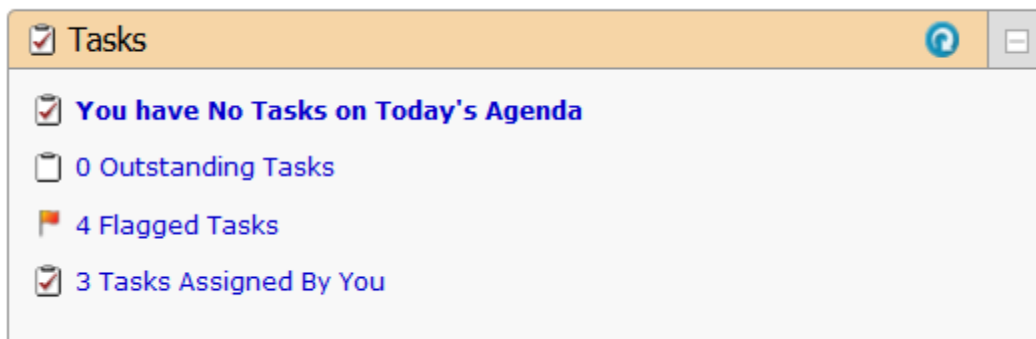 Tasks
You have No Tasks on Today's Agenda
0 Outstanding Tasks
4 Flagged Tasks
3 Tasks Assigned By You